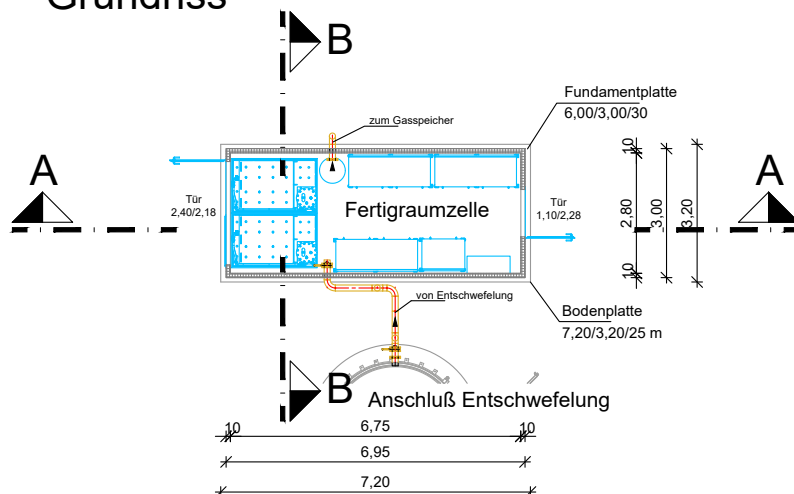 Grundriss
B
Fundamentplatte
6,00/3,00/30
zum Gasspeicher
A
A
Tür
2,40/2,18
Fertigraumzelle
Tür
1,10/2,28
10
2,80
10
3,00
3,20
von Entschwefelung
Bodenplatte
7,20/3,20/25 m
B
Anschluß Entschwefelung
10
6,75
10
6,95
7,20